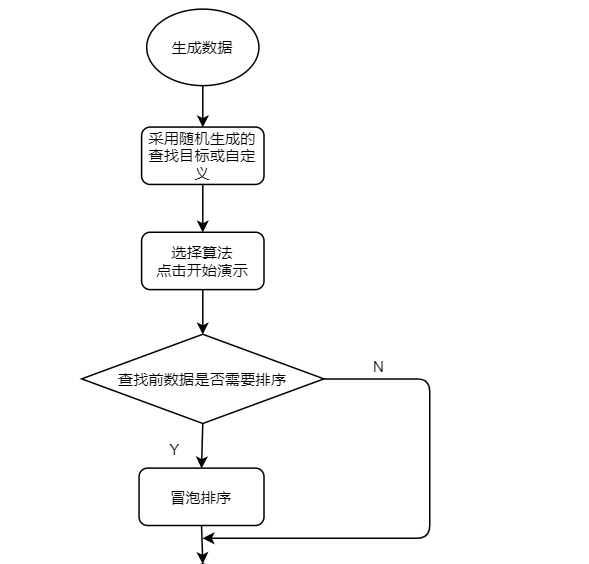 生成数据
采用随机生成的
查找目标或自定
义
选择算法
点击开始演示
查找前数据是否需要排序
N
Y
冒泡排序